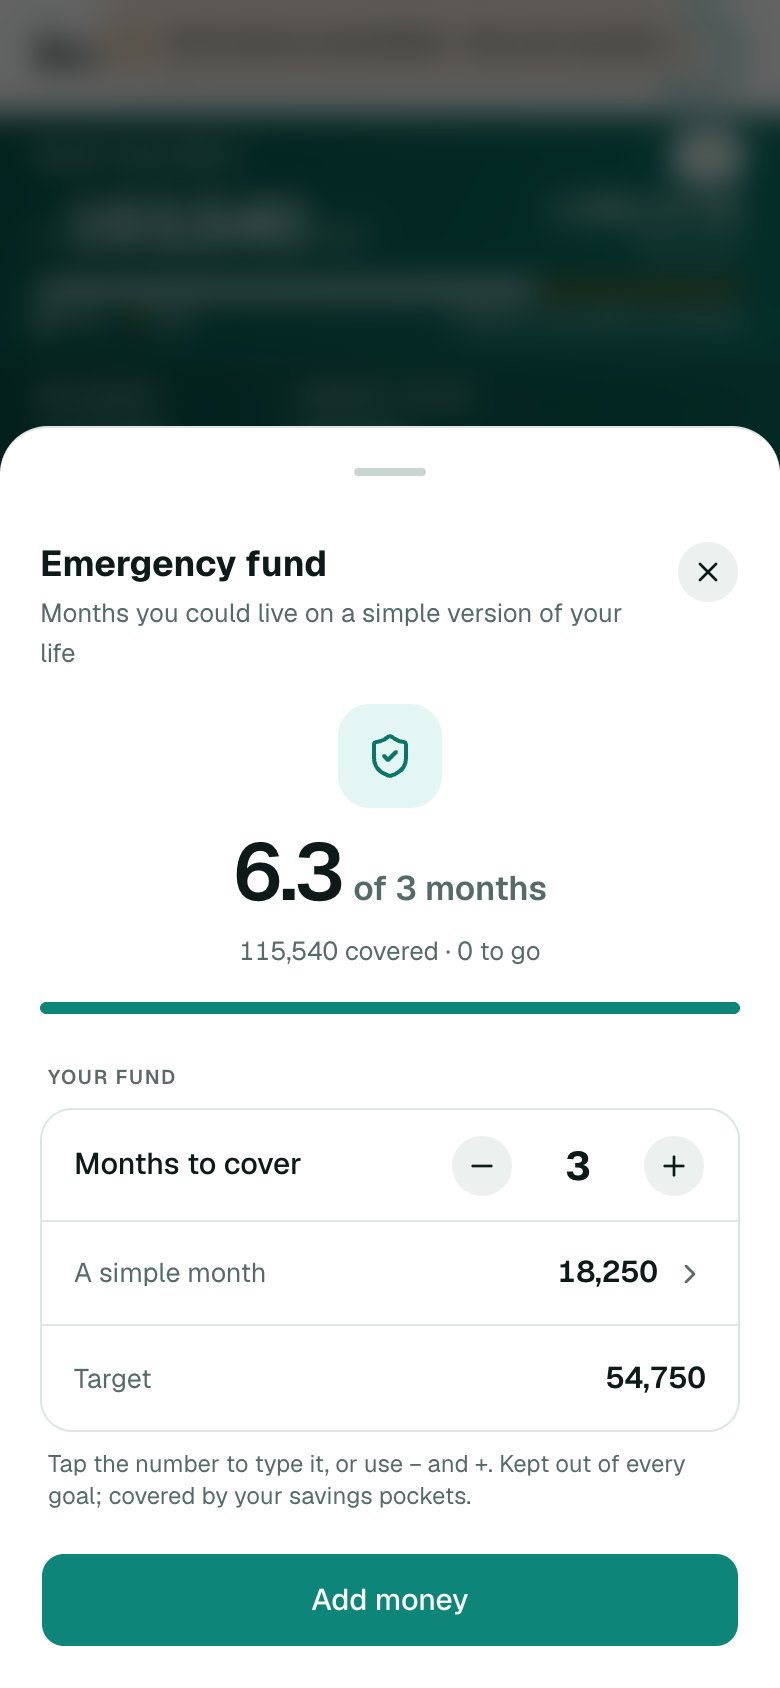 Emergency fund
Months you could live on a simple version of your
life
6.3 of 3 months
115,540 covered · 0 to go
YOUR FUND
Months to cover − 3 +
A simple month 18,250
Target 54,750
Tap the number to type it, or use – and +. Kept out of every
goal; covered by your savings pockets.
Add money